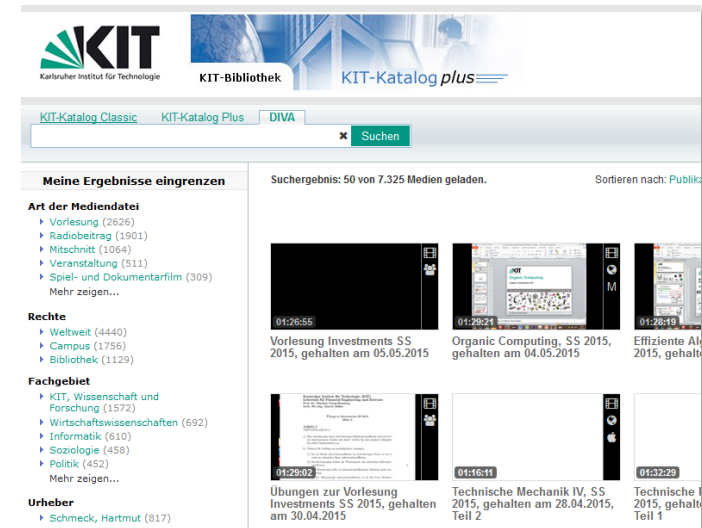 KIT
Karlsruher Institut für Technologie
KIT-Bibliothek
KIT-Katalog plus
KIT-Katalog Classic
KIT-Katalog Plus
DIVA
Suchen
Meine Ergebnisse eingrenzen
Art der Mediendatei
Vorlesung (2626)
Radiobeitrag (1901)
Mitschnitt (1064)
Veranstaltung (511)
Spiel- und Dokumentarfilm (309)
Mehr zeigen...
Rechte
Weltweit (4440)
Campus (1756)
Bibliothek (1129)
Fachgebiet
KIT, Wissenschaft und
Forschung (1572)
Wirtschaftswissenschaften (692)
Informatik (610)
Soziologie (458)
Politik (452)
Mehr zeigen...
Urheber
Schmeck, Hartmut (817)
Suchergebnis: 50 von 7.325 Medien geladen.
Sortieren nach: Publika
01:26:55
Vorlesung Investments SS
2015, gehalten am 05.05.2015
Organic Computing
M
01:29:21
Organic Computing, SS 2015,
gehalten am 04.05.2015
01:28:19
Effiziente Al
2015, gehalt
01:29:02
Übungen zur Vorlesung
Investments SS 2015, gehalten
am 30.04.2015
01:16:11
Technische Mechanik IV, SS
2015, gehalten am 28.04.2015,
Teil 2
01:32:29
Technische
2015, gehalt
Teil 1